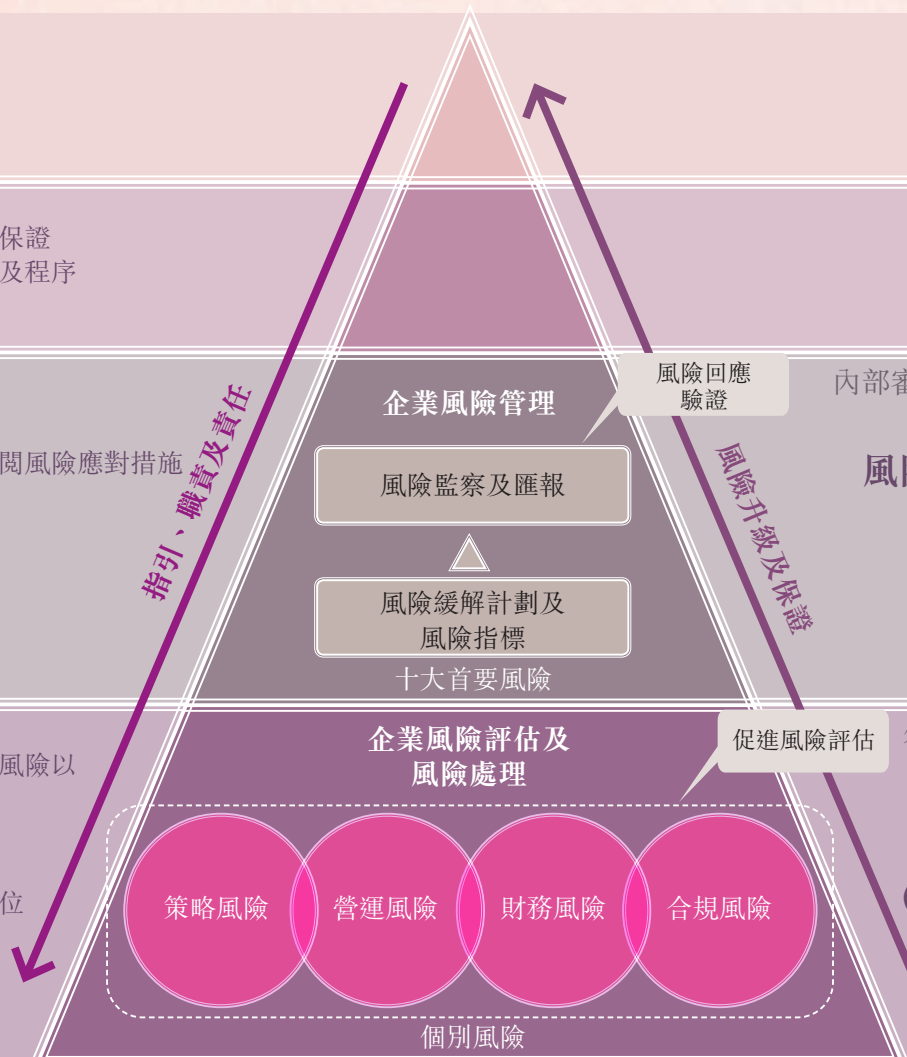 保證
及程序
企業風險管理
風險回應
驗證
內部審
閱風險應對措施
風險監察及匯報
風險緩解計劃及
風險指標
十大首要風險
指引、職責及責任
風險升級及保證
企業風險評估及
風險處理
促進風險評估
風險以
策略風險
營運風險
財務風險
合規風險
位
個別風險